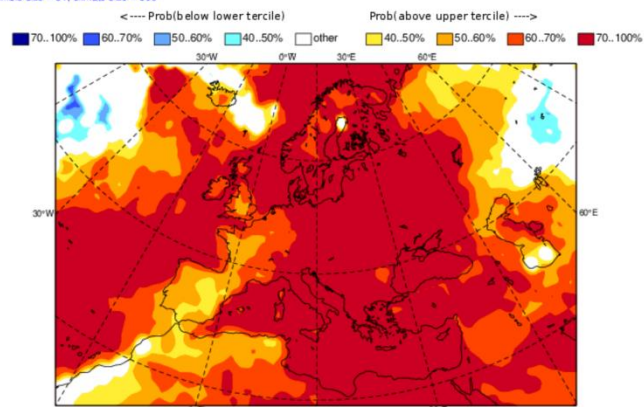 <---- Prob(below lower tercile) Prob(above upper tercile) ---->
70..100% 60..70% 50..60% 40..50% other 40..50% 50..60% 60..70% 70..100%
30°W 0°W 30°E 60°E
30°W 60°E